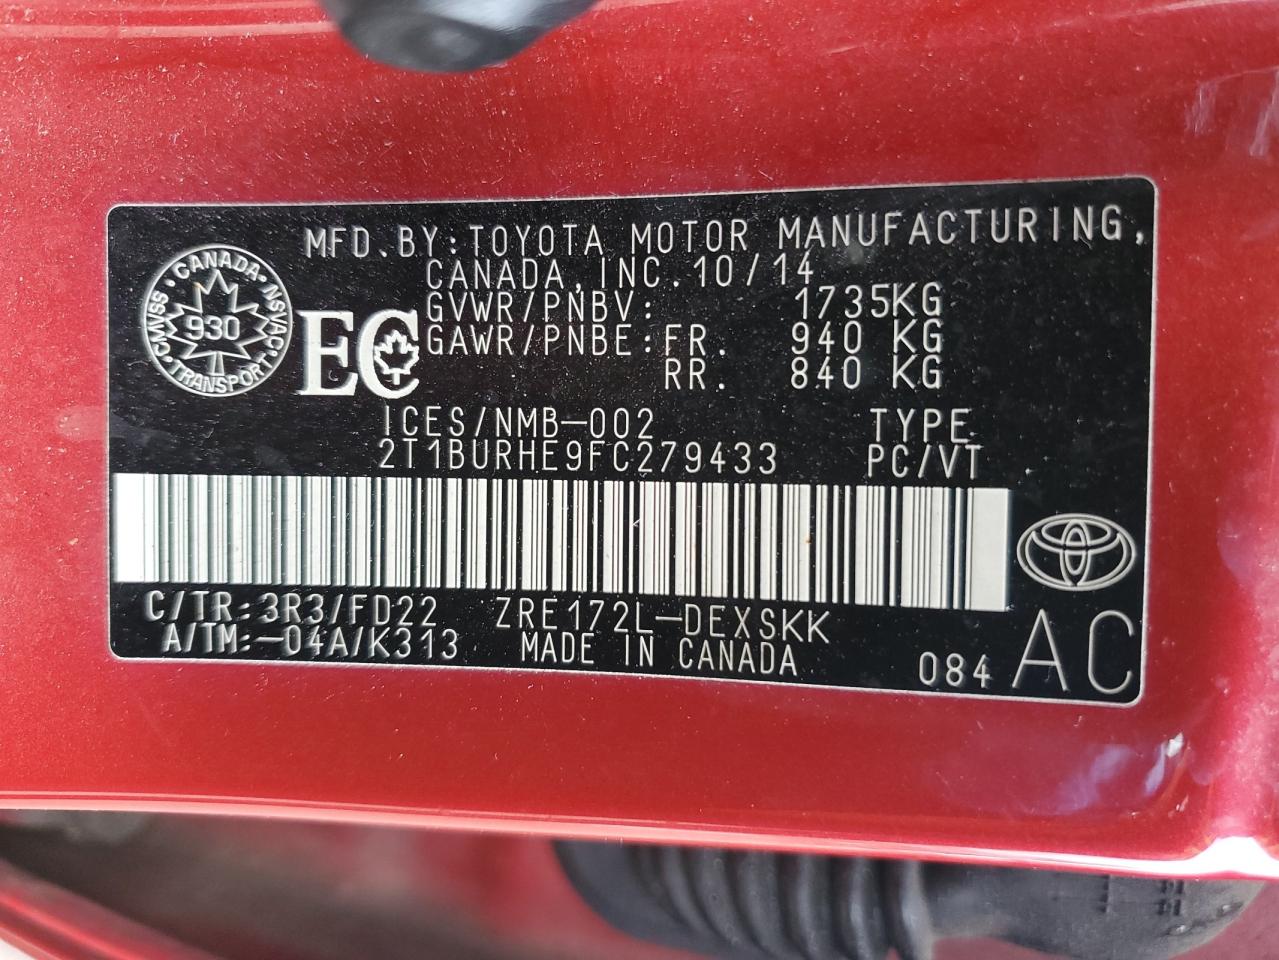 MFD.BY:TOYOTA MOTOR MANUFACTURING,
CANADA,INC.10/14
GVWR/PNBV: 1735KG
GAWR/PNBE:FR. 940 KG
RR. 840 KG
CANADA
NSVAC
TRANSPORT
CMVSS
930
EC
ICES/NMB-002 TYPE
2T1BURHE9FC279433 PC/VT
C/TR:3R3/FD22 ZRE172L-DEXSKK
A/TM:-04A/K313 MADE IN CANADA 084 AC